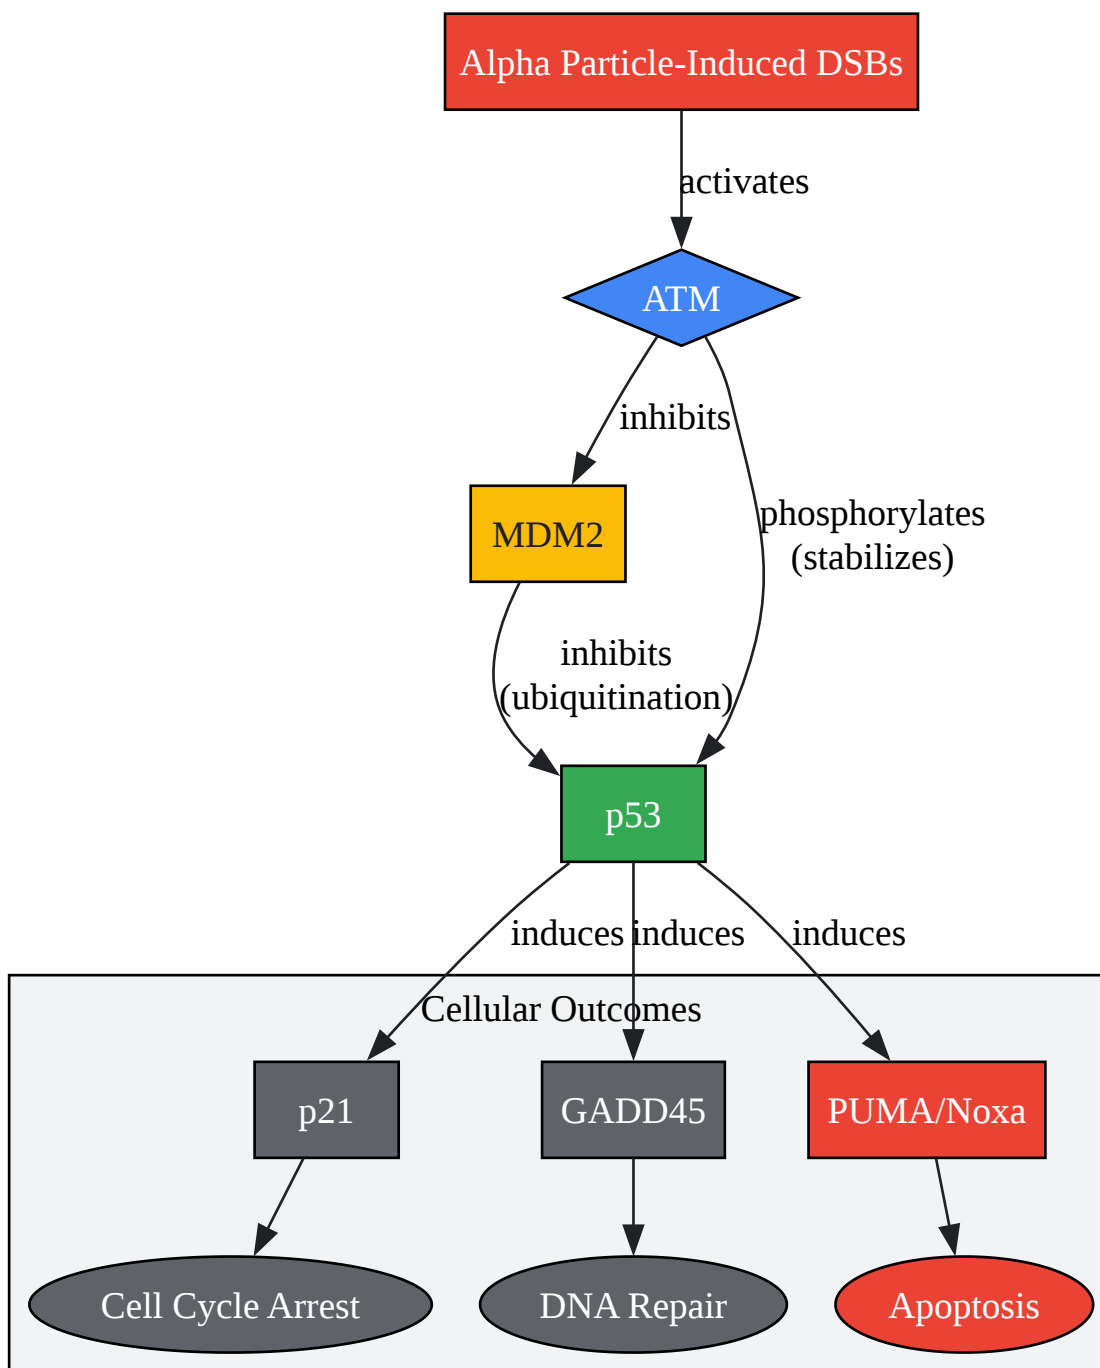 Alpha Particle-Induced DSBs
activates
ATM
inhibits
MDM2
phosphorylates
(stabilizes)
inhibits
(ubiquitination)
p53
induces
induces
induces
Cellular Outcomes
p21
GADD45
PUMA/Noxa
Cell Cycle Arrest
DNA Repair
Apoptosis